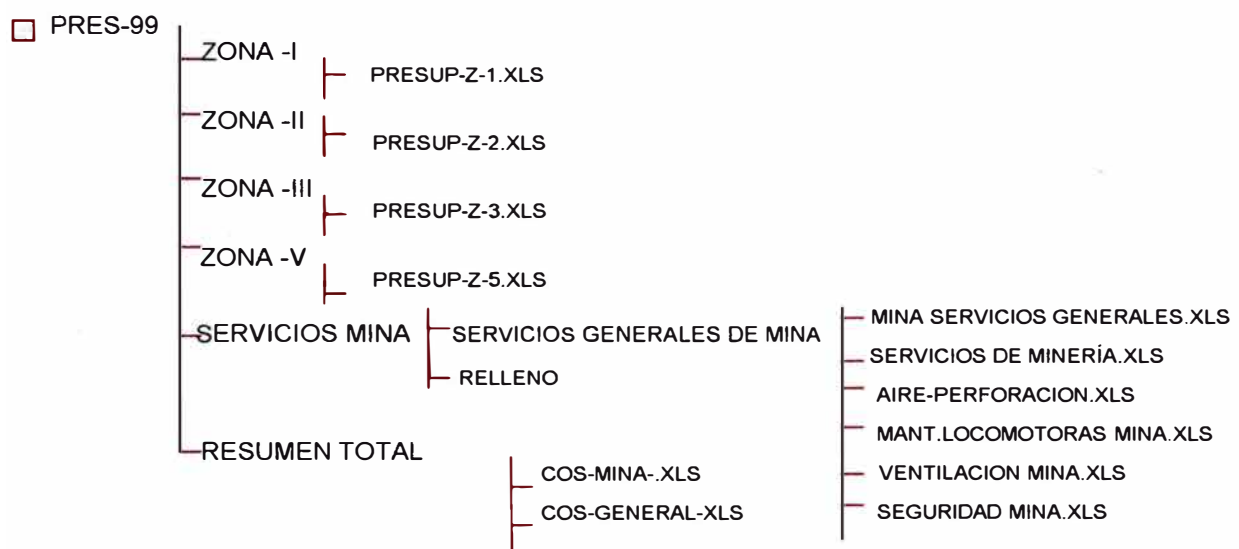 PRES-99
ZONA -I
PRESUP-Z-1.XLS
ZONA -II
PRESUP-Z-2.XLS
ZONA -III
PRESUP-Z-3.XLS
ZONA -V
PRESUP-Z-5.XLS
SERVICIOS MINA
SERVICIOS GENERALES DE MINA
MINA SERVICIOS GENERALES.XLS
SERVICIOS DE MINERÍA.XLS
AIRE-PERFORACION.XLS
MANT.LOCOMOTORAS MINA.XLS
VENTILACION MINA.XLS
SEGURIDAD MINA.XLS
RELLENO
RESUMEN TOTAL
COS-MINA-.XLS
COS-GENERAL-XLS